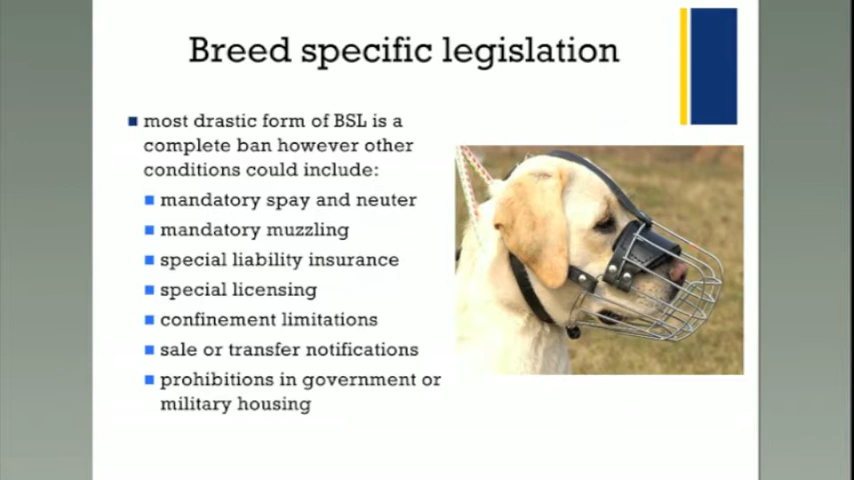 Breed specific legislation
most drastic form of BSL is a
complete ban however other
conditions could include:
mandatory spay and neuter
mandatory muzzling
special liability insurance
special licensing
confinement limitations
sale or transfer notifications
prohibitions in government or
military housing